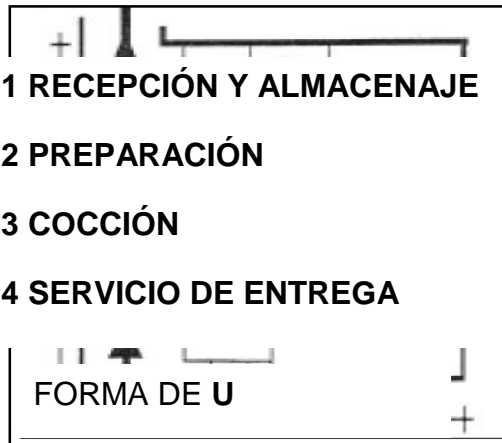 1 RECEPCIÓN Y ALMACENAJE
2 PREPARACIÓN
3 COCCIÓN
4 SERVICIO DE ENTREGA
FORMA DE U